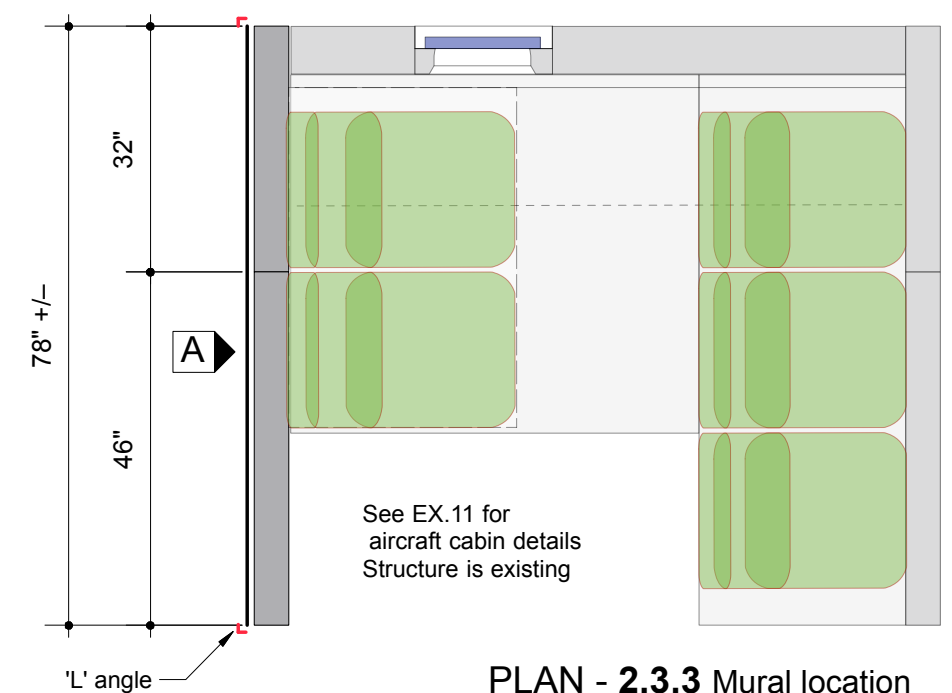 32"
78" +/–
A
46"
See EX.11 for
aircraft cabin details
Structure is existing
'L' angle
PLAN - 2.3.3 Mural location